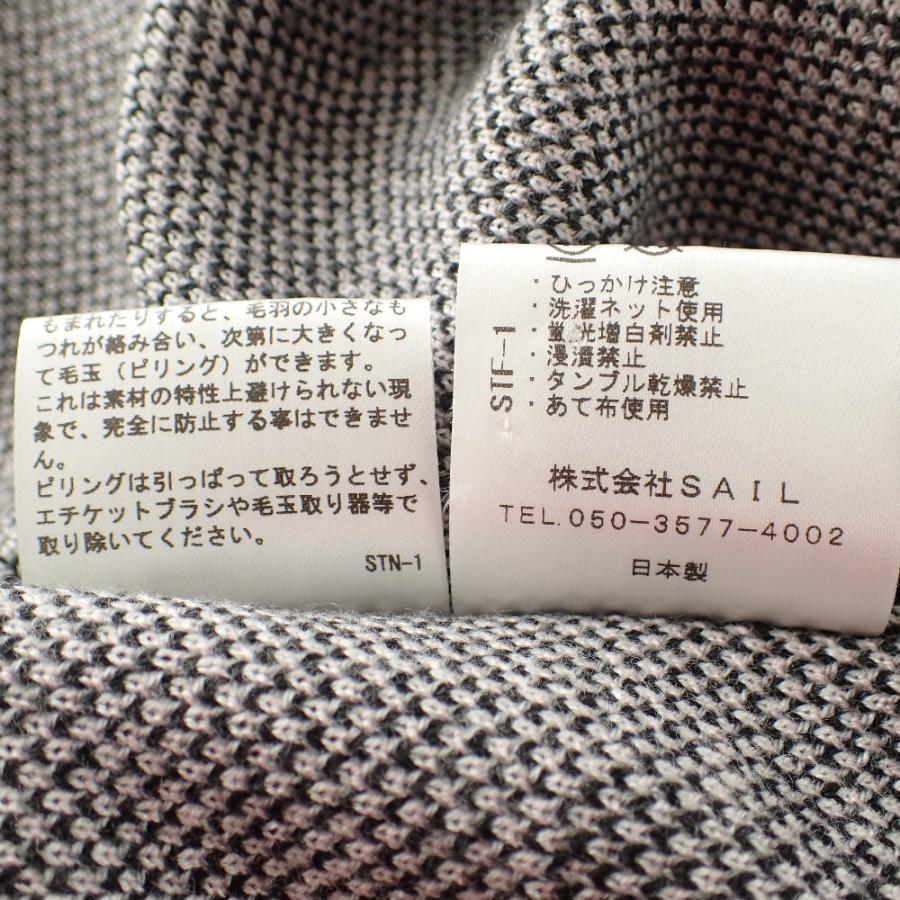 もまれたりすると、毛羽の小さなも
つれが絡み合い、次第に大きくなっ
て毛玉（ピリング）ができます。
これは素材の特性上避けられない現
象で、完全に防止する事はできませ
ん。
ピリングは引っぱって取ろうとせず、
エチケットブラシや毛玉取り器等で
取り除いてください。
STN-1
・ひっかけ注意
・洗濯ネット使用
・蛍光増白剤禁止
・浸漬禁止
・タンブル乾燥禁止
・あて布使用
STF-1
株式会社SAIL
TEL.050-3577-4002
日本製